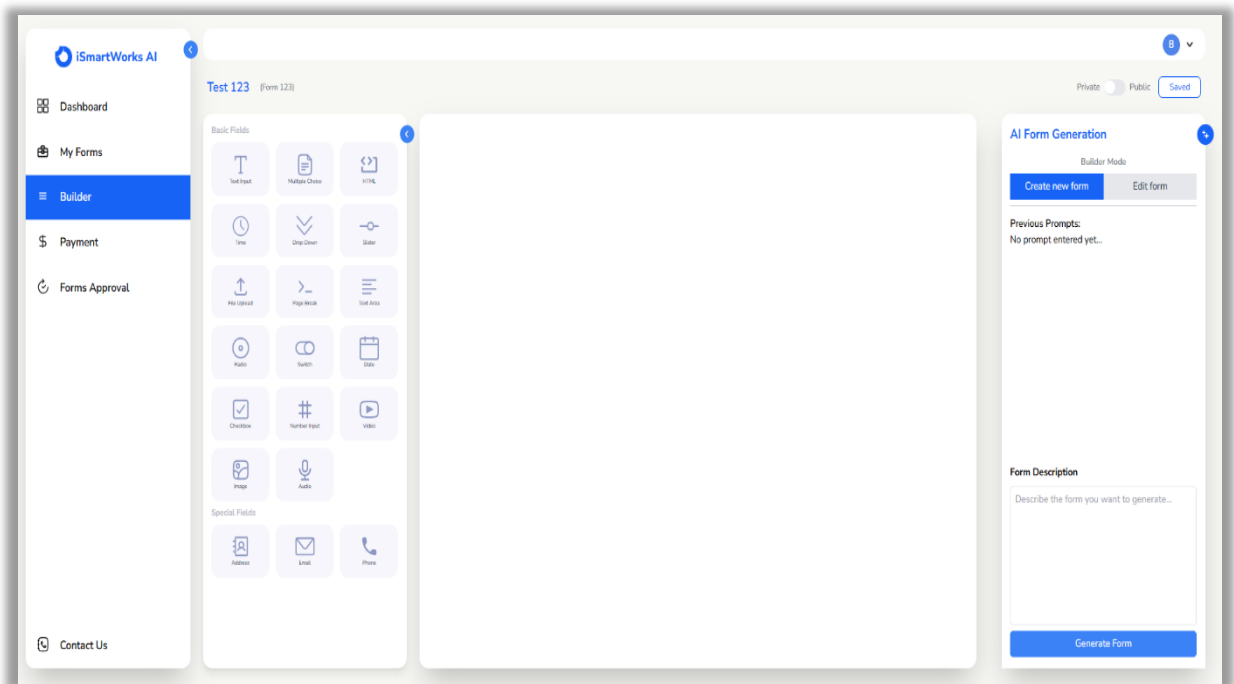 iSmartWorks AI
B
Dashboard
My Forms
Builder
Payment
Forms Approval
Contact Us
Test 123 (Form 123)
Private Public Saved
Basic Fields
Text Input Multiple Choice HTML
Time Drop Down Slider
File Upload Page Break Text Area
Radio Switch Date
Checkbox Number Input Video
Image Audio
Special Fields
Address Email Phone
AI Form Generation
Builder Mode
Create new form Edit form
Previous Prompts:
No prompt entered yet...
Form Description
Describe the form you want to generate...
Generate Form